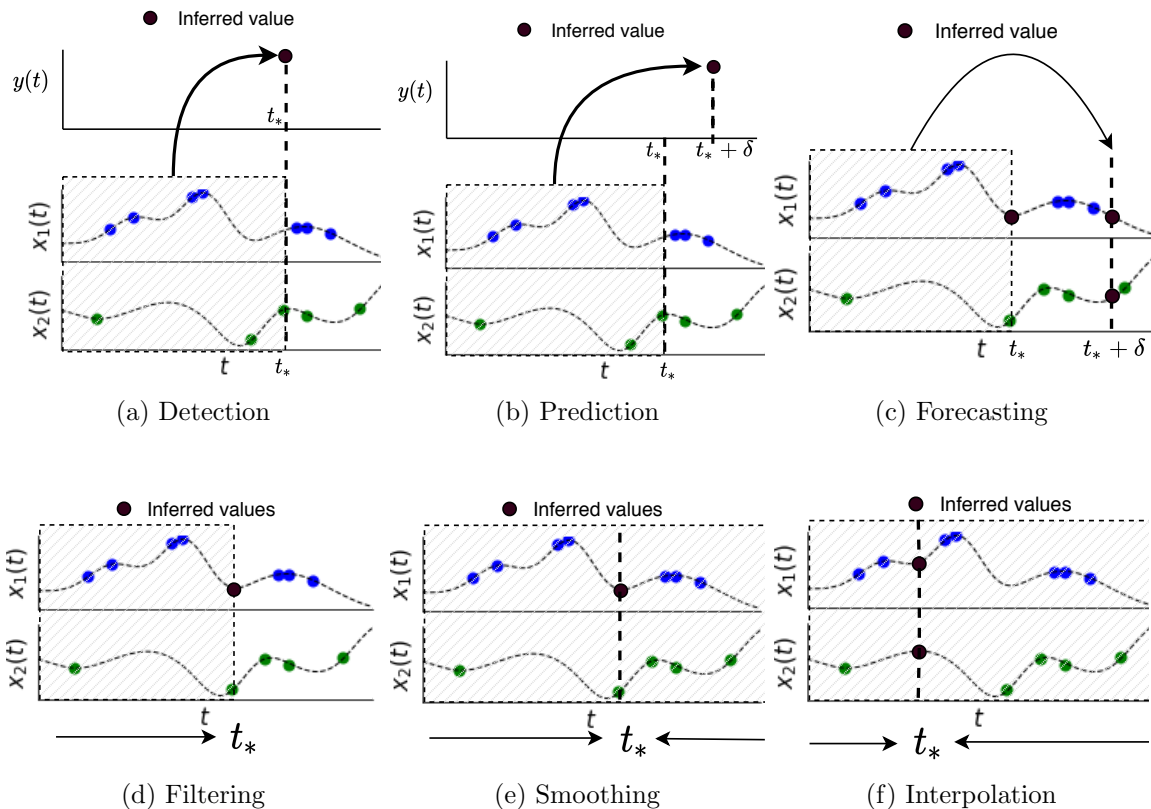 Inferred value
y(t)
t*
x₁(t)
x₂(t)
t
t*
(a) Detection
Inferred value
y(t)
t*
t* + δ
x₁(t)
x₂(t)
t
t*
(b) Prediction
Inferred value
x₁(t)
x₂(t)
t
t*
t* + δ
(c) Forecasting
Inferred values
x₁(t)
x₂(t)
t
t*
(d) Filtering
Inferred values
x₁(t)
x₂(t)
t
t*
(e) Smoothing
Inferred values
x₁(t)
x₂(t)
t
t*
(f) Interpolation